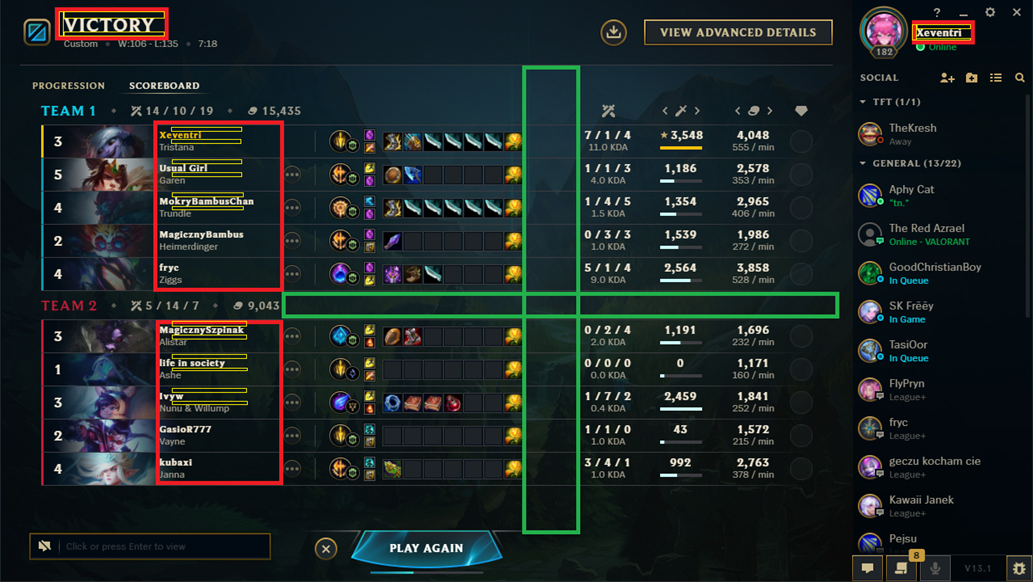 VICTORY
Custom • W:106 - L:135 • 7:18
VIEW ADVANCED DETAILS
PROGRESSION SCOREBOARD
TEAM 1 • 14 / 10 / 19 • 15,435
3 Xeventri 7 / 1 / 4 3,548 4,048
Tristana 11.0 KDA 555 / min
5 Usual Girl 1 / 1 / 3 1,186 2,578
Garen 4.0 KDA 353 / min
4 MokryBambusChan 1 / 4 / 5 1,354 2,965
Trundle 1.5 KDA 406 / min
2 MagicznyBambus 0 / 3 / 3 1,539 1,986
Heimerdinger 1.0 KDA 272 / min
4 fryc 5 / 1 / 4 2,564 3,858
Ziggs 9.0 KDA 528 / min
TEAM 2 • 5 / 14 / 7 • 9,043
3 MagicznySzpinak 0 / 2 / 4 1,191 1,696
Alistar 2.0 KDA 232 / min
1 life in society 0 / 0 / 0 0 1,171
Ashe 0.0 KDA 160 / min
3 Ivyw 1 / 7 / 2 2,459 1,841
Nunu & Willump 0.4 KDA 252 / min
2 GasioR777 1 / 1 / 0 43 1,572
Vayne 1.0 KDA 215 / min
4 kubaxi 3 / 4 / 1 992 2,763
Janna 1.0 KDA 378 / min
Click or press Enter to view
PLAY AGAIN
?
Xeventri
182 Online
SOCIAL
TFT (1/1)
TheKresh
Away
GENERAL (13/22)
Aphy Cat
"tn."
The Red Azrael
Online - VALORANT
GoodChristianBoy
In Queue
SK Frëëy
In Game
TasiOor
In Queue
FlyPryn
League+
fryc
League+
geczu kocham cie
League+
Kawaii Janek
League+
Pejsu
8
V13.1